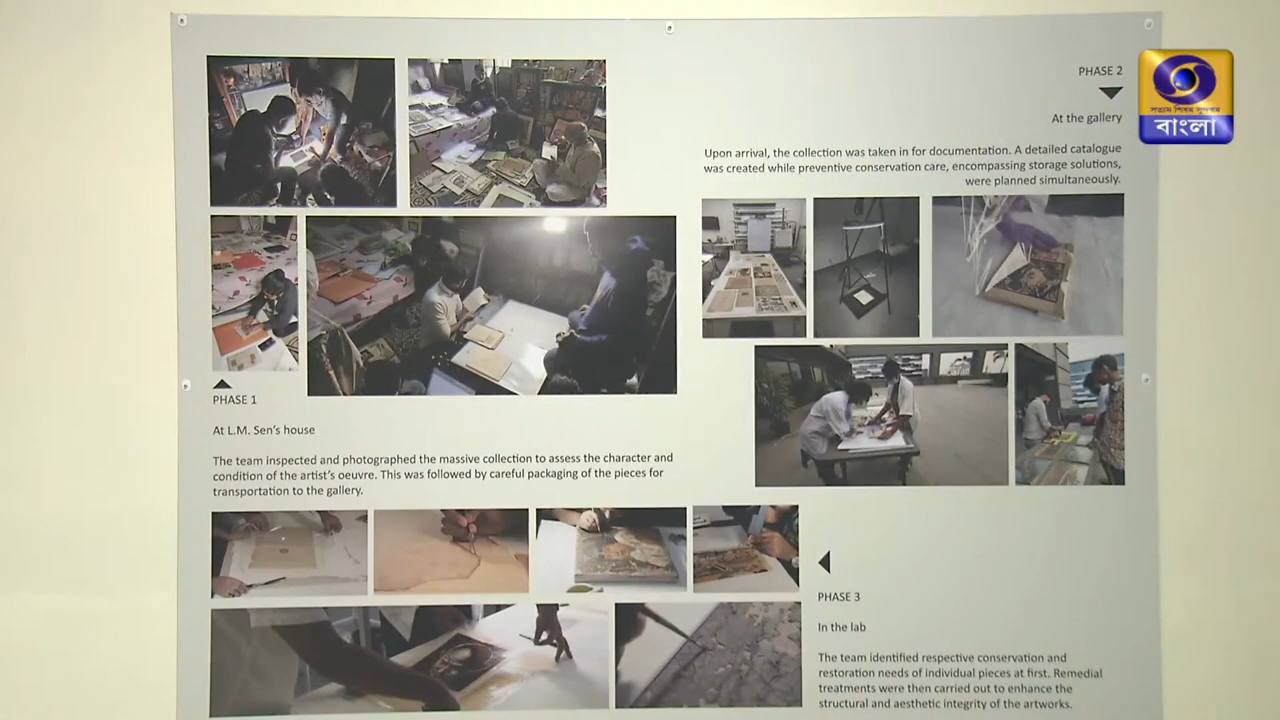 PHASE 2
At the gallery
Upon arrival, the collection was taken in for documentation. A detailed catalogue
was created while preventive conservation care, encompassing storage solutions,
were planned simultaneously.
সত্যম শিবম সুন্দরম
বাংলা
PHASE 1
At L.M. Sen's house
The team inspected and photographed the massive collection to assess the character and
condition of the artist's oeuvre. This was followed by careful packaging of the pieces for
transportation to the gallery.
PHASE 3
In the lab
The team identified respective conservation and
restoration needs of individual pieces at first. Remedial
treatments were then carried out to enhance the
structural and aesthetic integrity of the artworks.